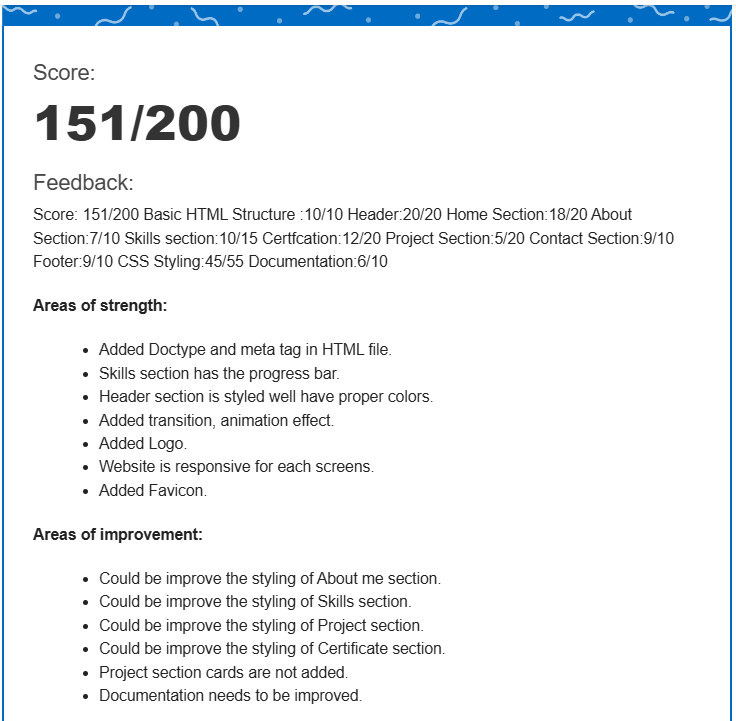 Score:
151/200
Feedback:
Score: 151/200 Basic HTML Structure :10/10 Header:20/20 Home Section:18/20 About
Section:7/10 Skills section:10/15 Certfcation:12/20 Project Section:5/20 Contact Section:9/10
Footer:9/10 CSS Styling:45/55 Documentation:6/10
Areas of strength:
• Added Doctype and meta tag in HTML file.
• Skills section has the progress bar.
• Header section is styled well have proper colors.
• Added transition, animation effect.
• Added Logo.
• Website is responsive for each screens.
• Added Favicon.
Areas of improvement:
• Could be improve the styling of About me section.
• Could be improve the styling of Skills section.
• Could be improve the styling of Project section.
• Could be improve the styling of Certificate section.
• Project section cards are not added.
• Documentation needs to be improved.